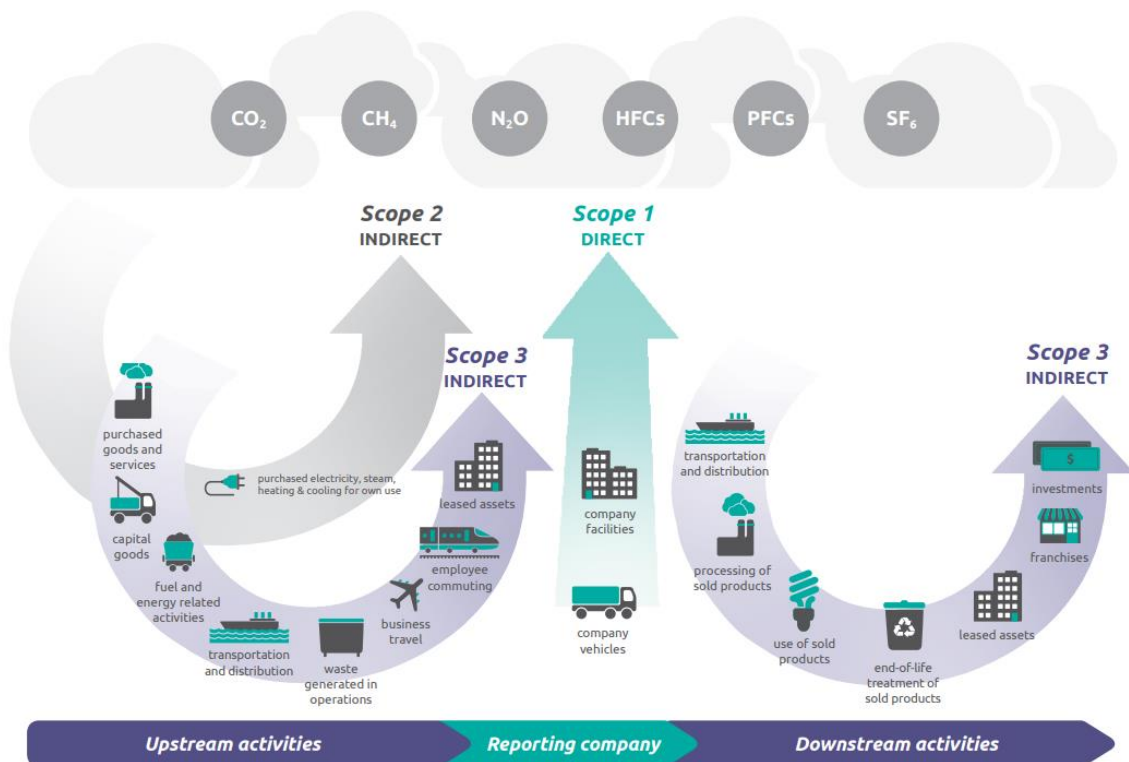 CO₂ CH₄ N₂O HFCs PFCs SF₆
Scope 2
INDIRECT
Scope 1
DIRECT
Scope 3
INDIRECT
Scope 3
INDIRECT
purchased
goods and
services
capital
goods
fuel and
energy related
activities
purchased electricity, steam,
heating & cooling for own use
transportation
and distribution
waste
generated in
operations
business
travel
employee
commuting
leased assets
company
facilities
company
vehicles
transportation
and distribution
processing of
sold products
use of sold
products
end-of-life
treatment of
sold products
leased assets
franchises
$
investments
Upstream activities
Reporting company
Downstream activities